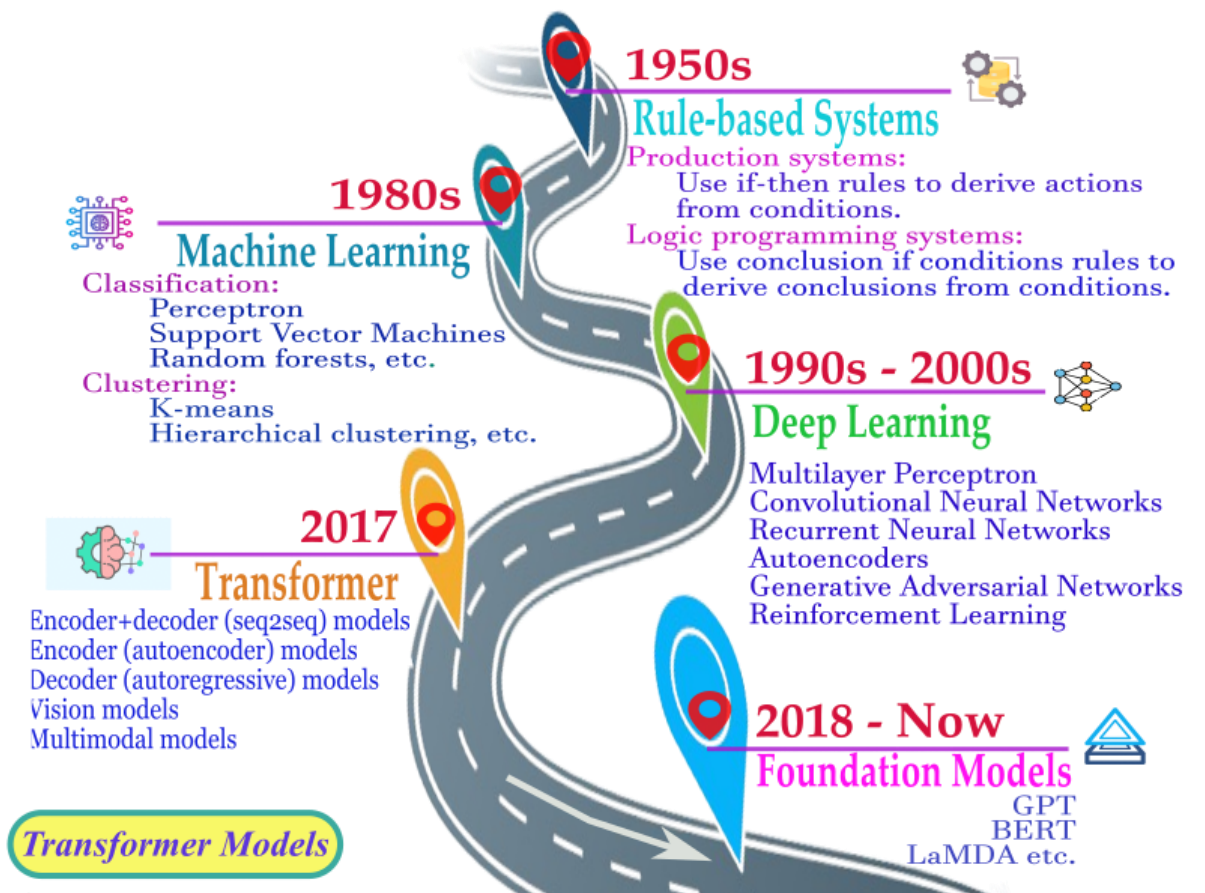 1950s
Rule-based Systems
Production systems:
Use if-then rules to derive actions
from conditions.
Logic programming systems:
Use conclusion if conditions rules to
derive conclusions from conditions.
1980s
Machine Learning
Classification:
Perceptron
Support Vector Machines
Random forests, etc.
Clustering:
K-means
Hierarchical clustering, etc.
1990s - 2000s
Deep Learning
Multilayer Perceptron
Convolutional Neural Networks
Recurrent Neural Networks
Autoencoders
Generative Adversarial Networks
Reinforcement Learning
2017
Transformer
Encoder+decoder (seq2seq) models
Encoder (autoencoder) models
Decoder (autoregressive) models
Vision models
Multimodal models
2018 - Now
Foundation Models
GPT
BERT
LaMDA etc.
Transformer Models